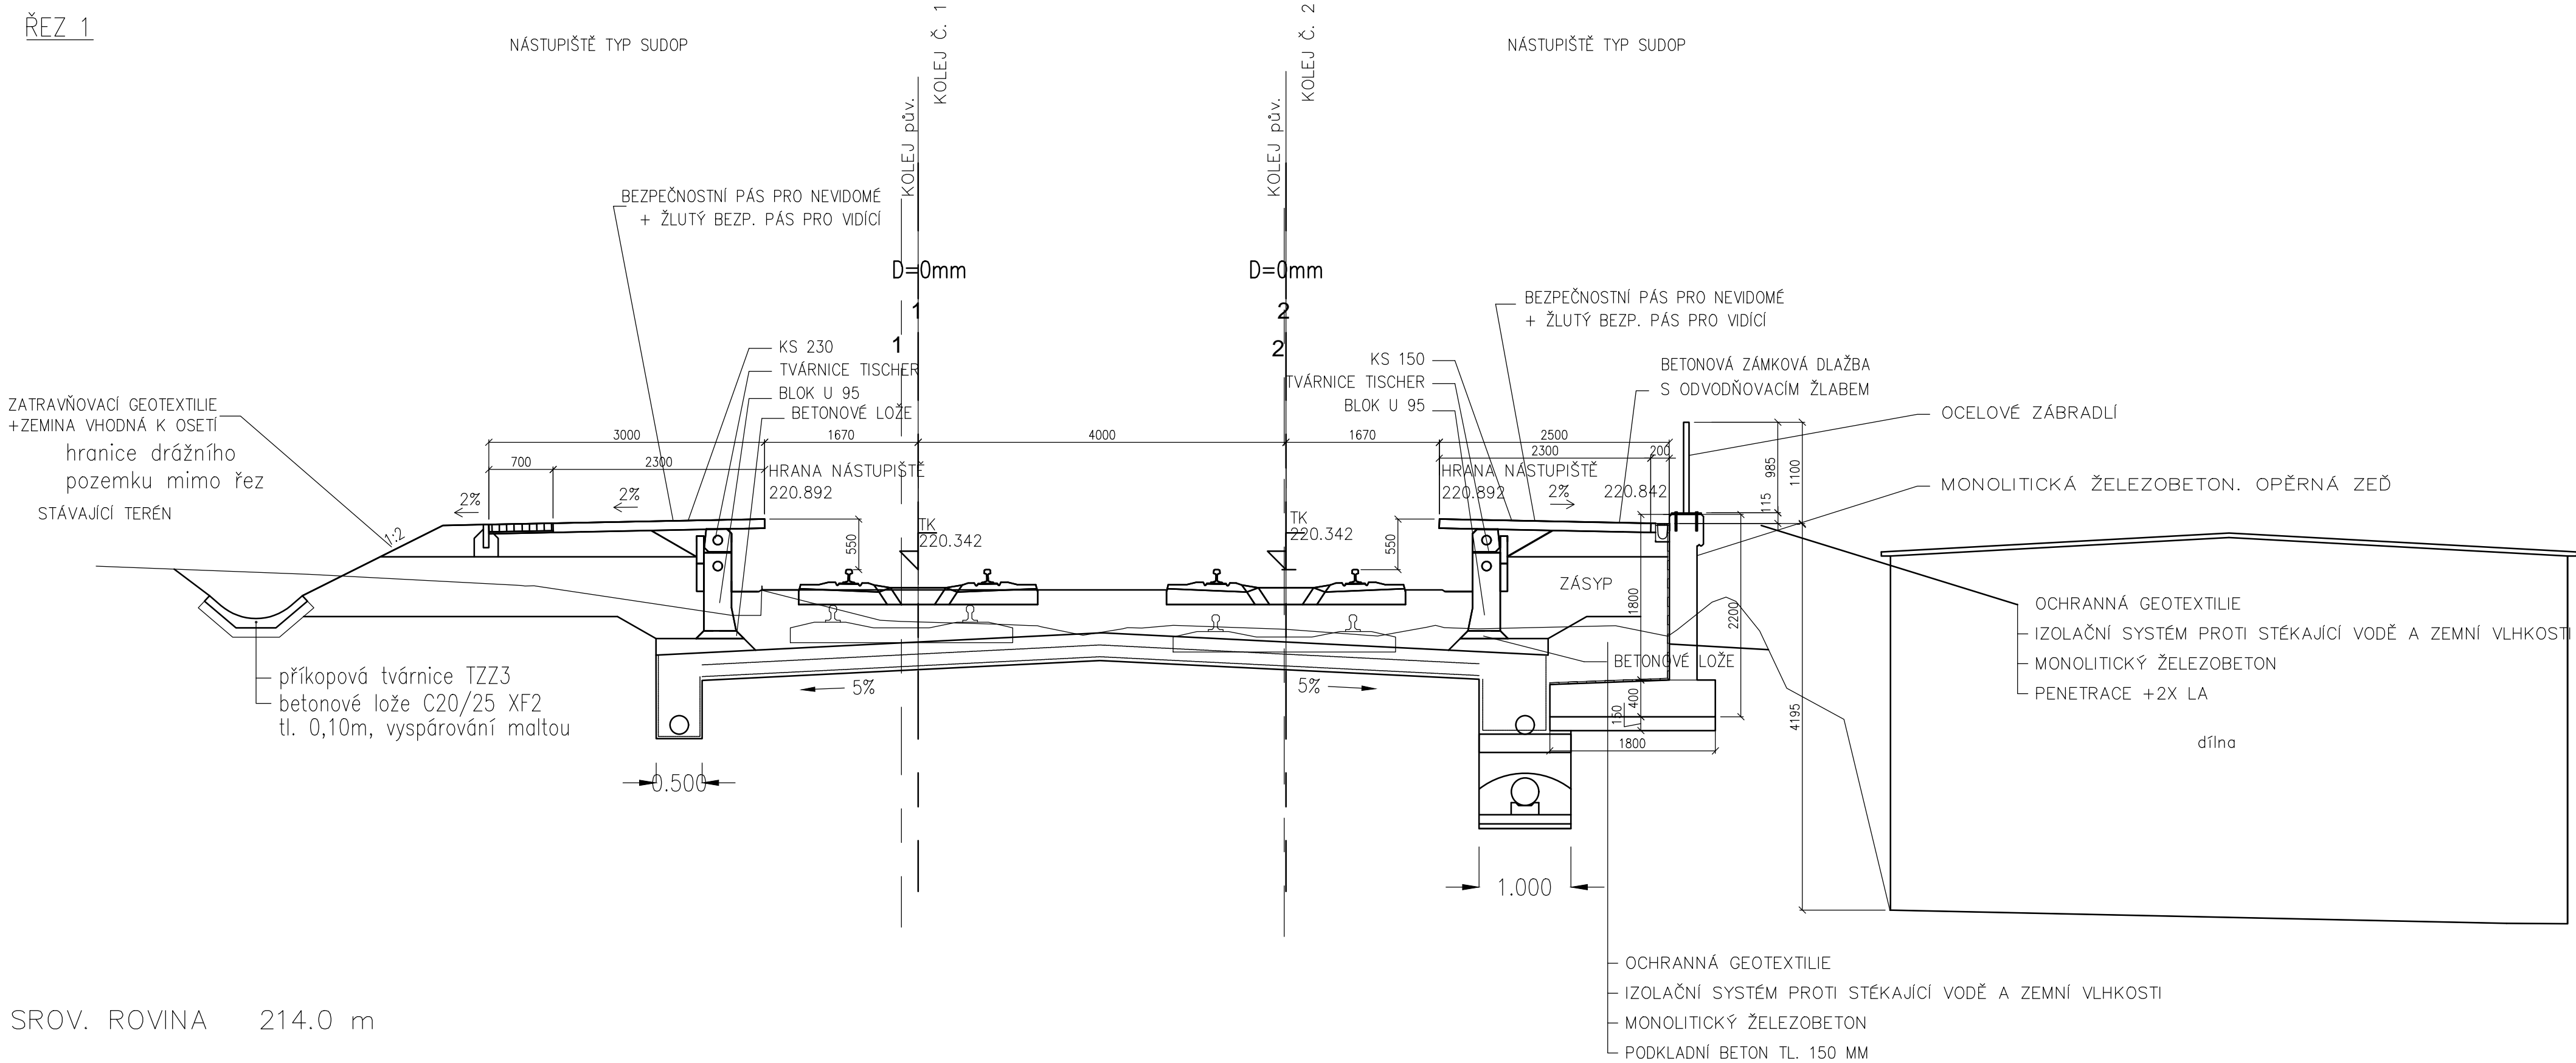 ŘEZ 1
NÁSTUPIŠTĚ TYP SUDOP
KOLEJ Č. 1
KOLEJ pův.
KOLEJ Č. 2
KOLEJ pův.
NÁSTUPIŠTĚ TYP SUDOP
BEZPEČNOSTNÍ PÁS PRO NEVIDOMÉ
+ ŽLUTÝ BEZP. PÁS PRO VIDÍCÍ
D=0mm
D=0mm
1
1
2
2
BEZPEČNOSTNÍ PÁS PRO NEVIDOMÉ
+ ŽLUTÝ BEZP. PÁS PRO VIDÍCÍ
KS 230
TVÁRNICE TISCHER
BLOK U 95
BETONOVÉ LOŽE
KS 150
TVÁRNICE TISCHER
BLOK U 95
BETONOVÁ ZÁMKOVÁ DLAŽBA
S ODVODŇOVACÍM ŽLABEM
ZATRAVŇOVACÍ GEOTEXTILIE
+ZEMINA VHODNÁ K OSETÍ
hranice drážního
pozemku mimo řez
STÁVAJÍCÍ TERÉN
OCELOVÉ ZÁBRADLÍ
MONOLITICKÁ ŽELEZOBETON. OPĚRNÁ ZEĎ
3000
1670
4000
1670
2500
700
2300
2300
200
HRANA NÁSTUPIŠTĚ
220.892
HRANA NÁSTUPIŠTĚ
220.892
2%
220.842
2%
2%
1:2
550
TK
220.342
TK
220.342
550
985
1100
115
ZÁSYP
1800
2200
400
150
1800
4195
BETONOVÉ LOŽE
5%
5%
příkopová tvárnice TZZ3
betonové lože C20/25 XF2
tl. 0,10m, vyspárování maltou
0.500
1.000
OCHRANNÁ GEOTEXTILIE
IZOLAČNÍ SYSTÉM PROTI STÉKAJÍCÍ VODĚ A ZEMNÍ VLHKOSTI
MONOLITICKÝ ŽELEZOBETON
PENETRACE +2X LA
dílna
OCHRANNÁ GEOTEXTILIE
IZOLAČNÍ SYSTÉM PROTI STÉKAJÍCÍ VODĚ A ZEMNÍ VLHKOSTI
MONOLITICKÝ ŽELEZOBETON
PODKLADNÍ BETON TL. 150 MM
SROV. ROVINA 214.0 m